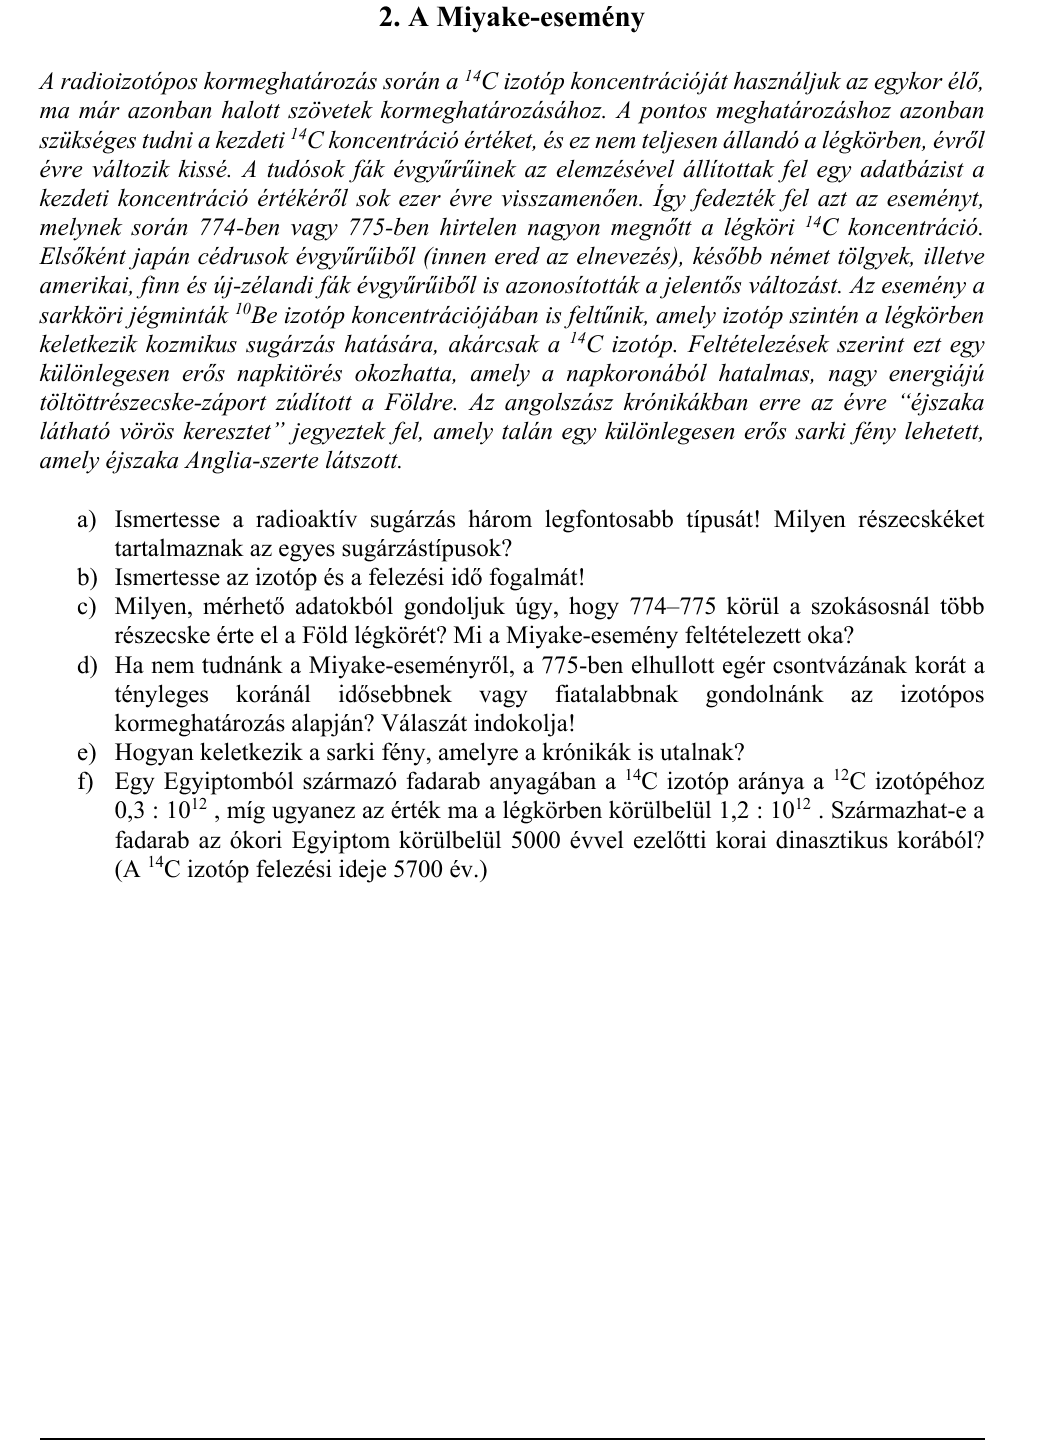 2. A Miyake-esemény
A radioizotópos kormeghatározás során a ¹⁴C izotóp koncentrációját használjuk az egykor élő,
ma már azonban halott szövetek kormeghatározásához. A pontos meghatározáshoz azonban
szükséges tudni a kezdeti ¹⁴C koncentráció értéket, és ez nem teljesen állandó a légkörben, évről
évre változik kissé. A tudósok fák évgyűrűinek az elemzésével állítottak fel egy adatbázist a
kezdeti koncentráció értékéről sok ezer évre visszamenően. Így fedezték fel azt az eseményt,
melynek során 774-ben vagy 775-ben hirtelen nagyon megnőtt a légköri ¹⁴C koncentráció.
Elsőként japán cédrusok évgyűrűiből (innen ered az elnevezés), később német tölgyek, illetve
amerikai, finn és új-zélandi fák évgyűrűiből is azonosították a jelentős változást. Az esemény a
sarkköri jégminták ¹⁰Be izotóp koncentrációjában is feltűnik, amely izotóp szintén a légkörben
keletkezik kozmikus sugárzás hatására, akárcsak a ¹⁴C izotóp. Feltételezések szerint ezt egy
különlegesen erős napkitörés okozhatta, amely a napkoronából hatalmas, nagy energiájú
töltöttrészecske-záport zúdított a Földre. Az angolszász krónikákban erre az évre “éjszaka
látható vörös keresztet” jegyeztek fel, amely talán egy különlegesen erős sarki fény lehetett,
amely éjszaka Anglia-szerte látszott.
a) Ismertesse a radioaktív sugárzás három legfontosabb típusát! Milyen részecskéket
tartalmaznak az egyes sugárzástípusok?
b) Ismertesse az izotóp és a felezési idő fogalmát!
c) Milyen, mérhető adatokból gondoljuk úgy, hogy 774–775 körül a szokásosnál több
részecske érte el a Föld légkörét? Mi a Miyake-esemény feltételezett oka?
d) Ha nem tudnánk a Miyake-eseményről, a 775-ben elhullott egér csontvázának korát a
tényleges koránál idősebbnek vagy fiatalabbnak gondolnánk az izotópos
kormeghatározás alapján? Válaszát indokolja!
e) Hogyan keletkezik a sarki fény, amelyre a krónikák is utalnak?
f) Egy Egyiptomból származó fadarab anyagában a ¹⁴C izotóp aránya a ¹²C izotópéhoz
0,3 : 10¹² , míg ugyanez az érték ma a légkörben körülbelül 1,2 : 10¹² . Származhat-e a
fadarab az ókori Egyiptom körülbelül 5000 évvel ezelőtti korai dinasztikus korából?
(A ¹⁴C izotóp felezési ideje 5700 év.)